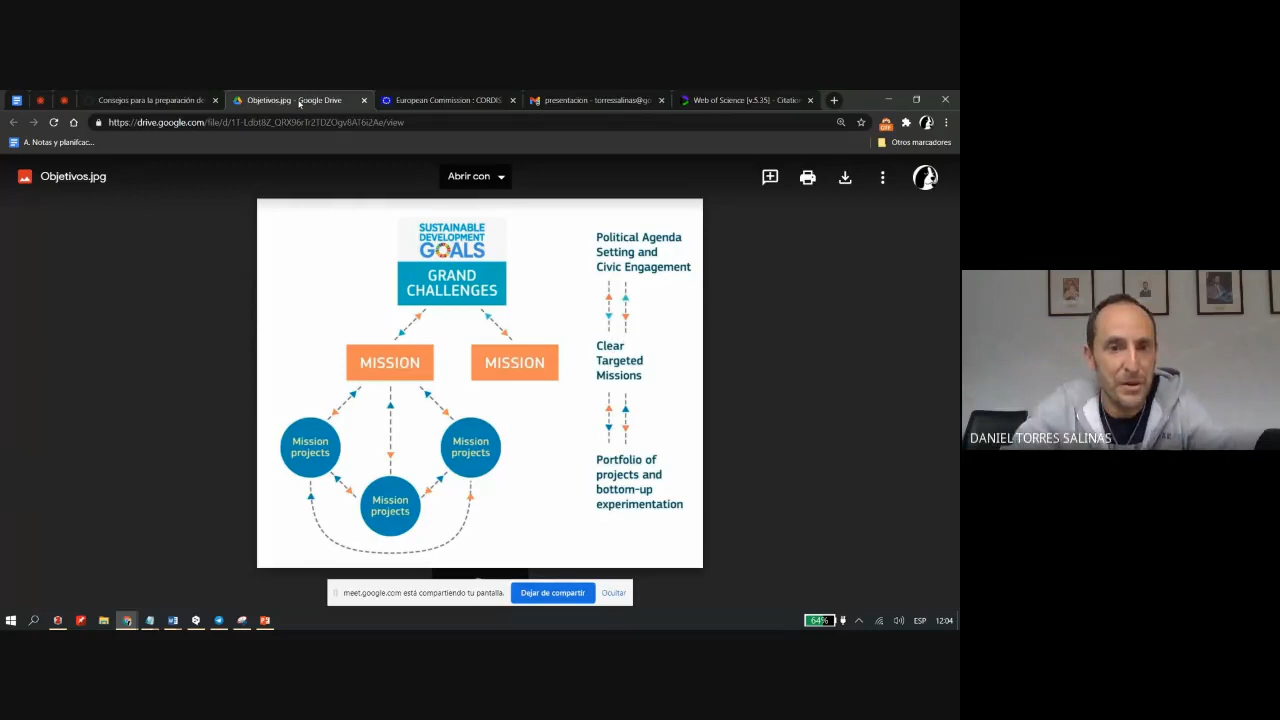 Consejos para la preparación de
Objetivos.jpg - Google Drive
European Commission : CORDIS
presentacion - torressalinas@go
Web of Science [v.5.35] - Citatio
https://drive.google.com/file/d/
/view
A. Notas y planifcac...
Otros marcadores
Objetivos.jpg
Abrir con
SUSTAINABLE
DEVELOPMENT
GOALS
GRAND
CHALLENGES
MISSION
MISSION
Mission
projects
Mission
projects
Mission
projects
Political Agenda
Setting and
Civic Engagement
Clear
Targeted
Missions
Portfolio of
projects and
bottom-up
experimentation
DANIEL TORRES SALINAS
meet.google.com está compartiendo tu pantalla.
Dejar de compartir
Ocultar
64%
ESP
12:04